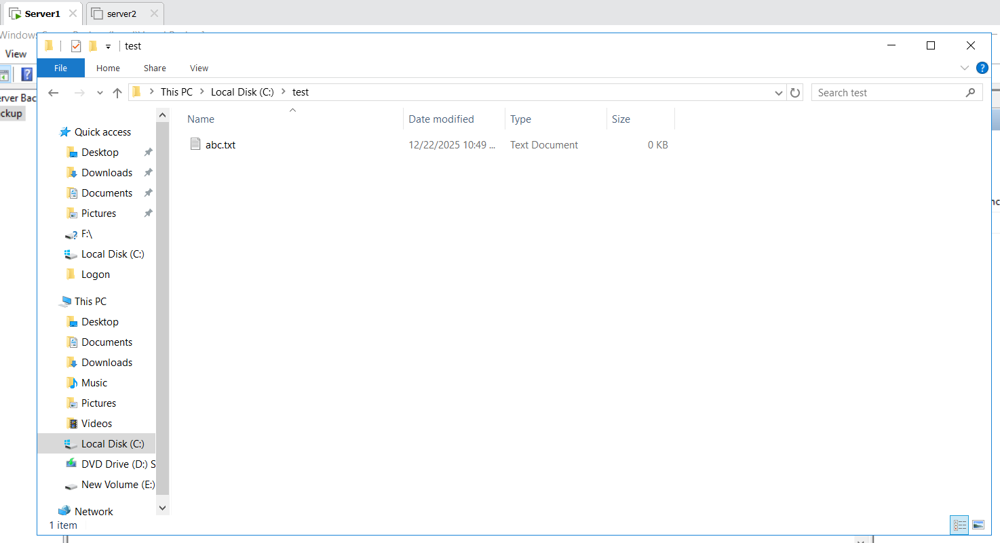 Server1 server2
test
View
File Home Share View
This PC Local Disk (C:) test
Search test
erver Bac
ckup
Name Date modified Type Size
abc.txt 12/22/2025 10:49 ... Text Document 0 KB
Quick access
Desktop
Downloads
Documents
Pictures
F:\
Local Disk (C:)
Logon
This PC
Desktop
Documents
Downloads
Music
Pictures
Videos
Local Disk (C:)
DVD Drive (D:) S
New Volume (E:)
Network
1 item